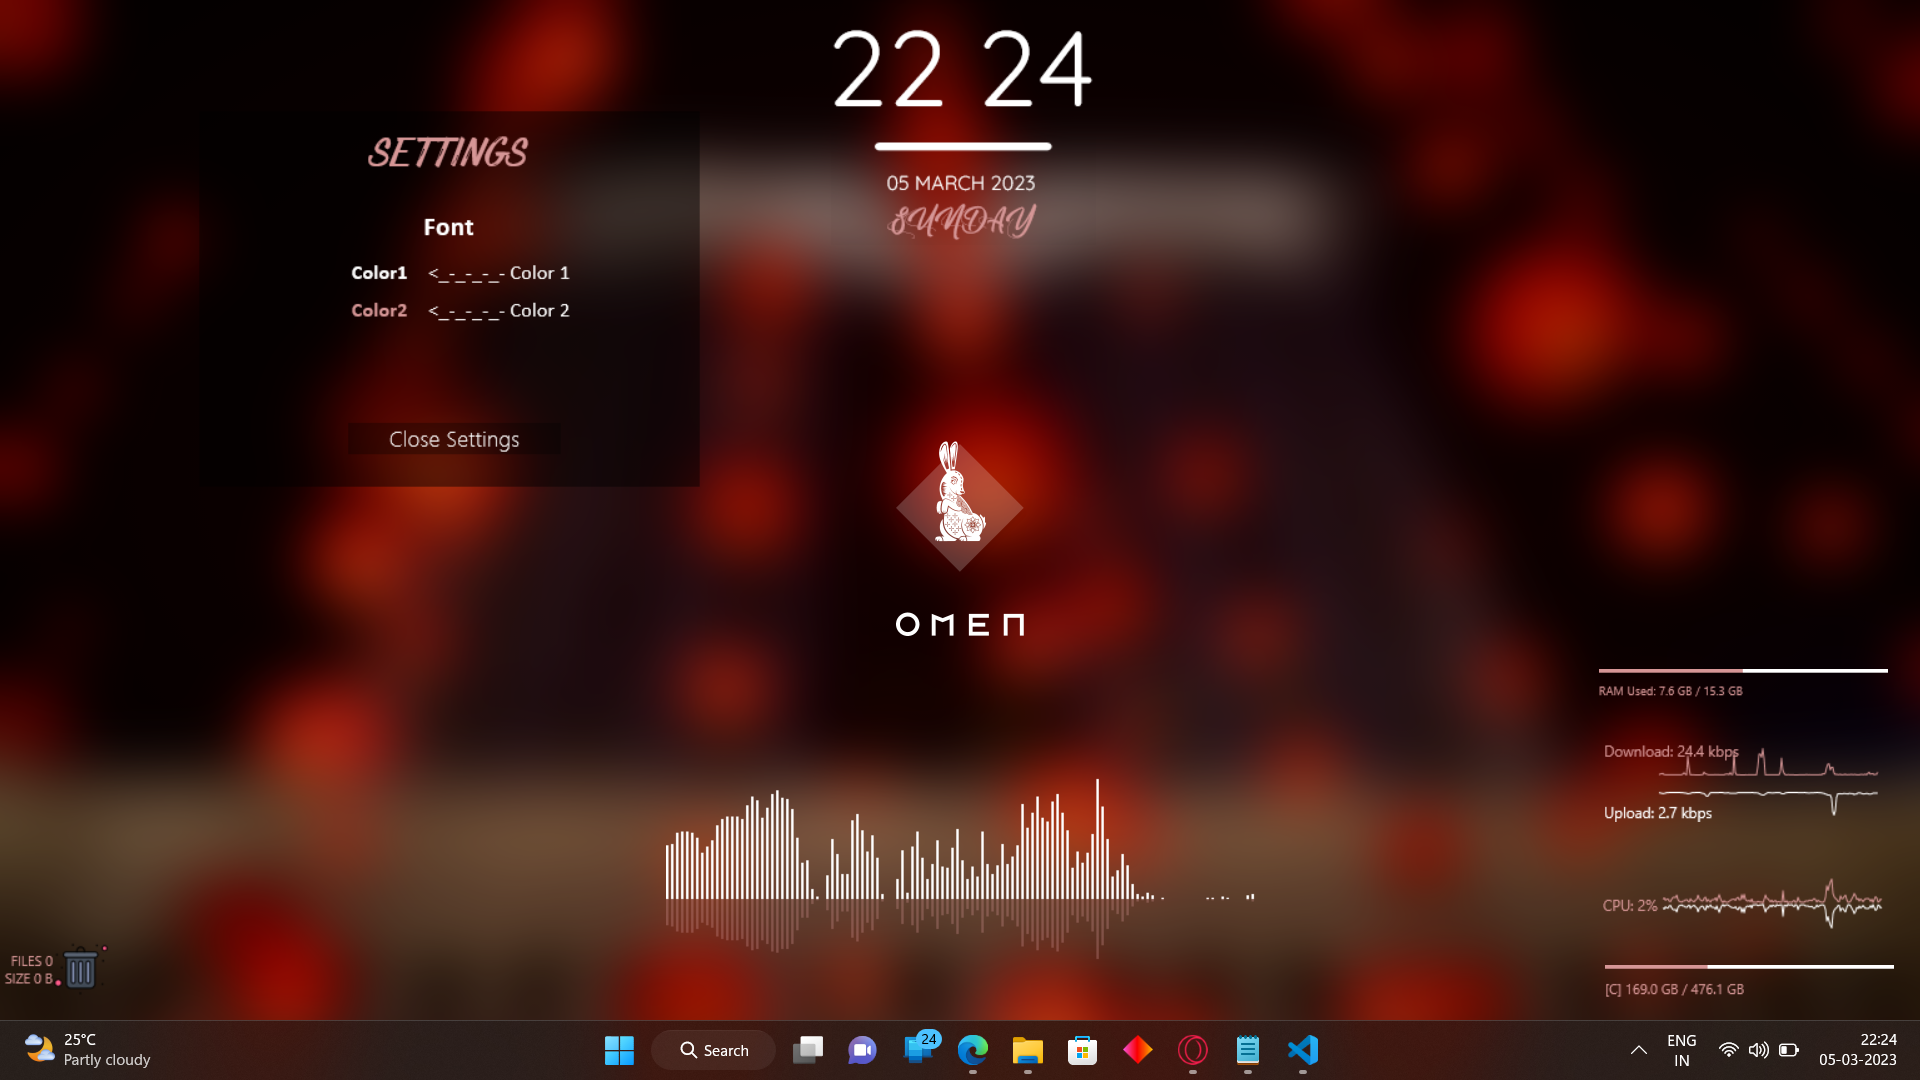 22 24
05 MARCH 2023
SUNDAY
SETTINGS
Font
Color1 <_-_-_-_- Color 1
Color2 <_-_-_-_- Color 2
Close Settings
OMEN
RAM Used: 7.6 GB / 15.3 GB
Download: 24.4 kbps
Upload: 2.7 kbps
CPU: 2%
[C] 169.0 GB / 476.1 GB
FILES 0
SIZE 0 B
25°C
Partly cloudy
Search
24
ENG
IN
22:24
05-03-2023